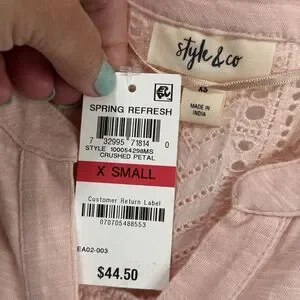 style & co
XS
MADE IN
INDIA
SPRING REFRESH
7 32995 71814 0
STYLE 100054298MS
CRUSHED PETAL
X SMALL
Customer Return Label
070705488553
EA02-003
$44.50